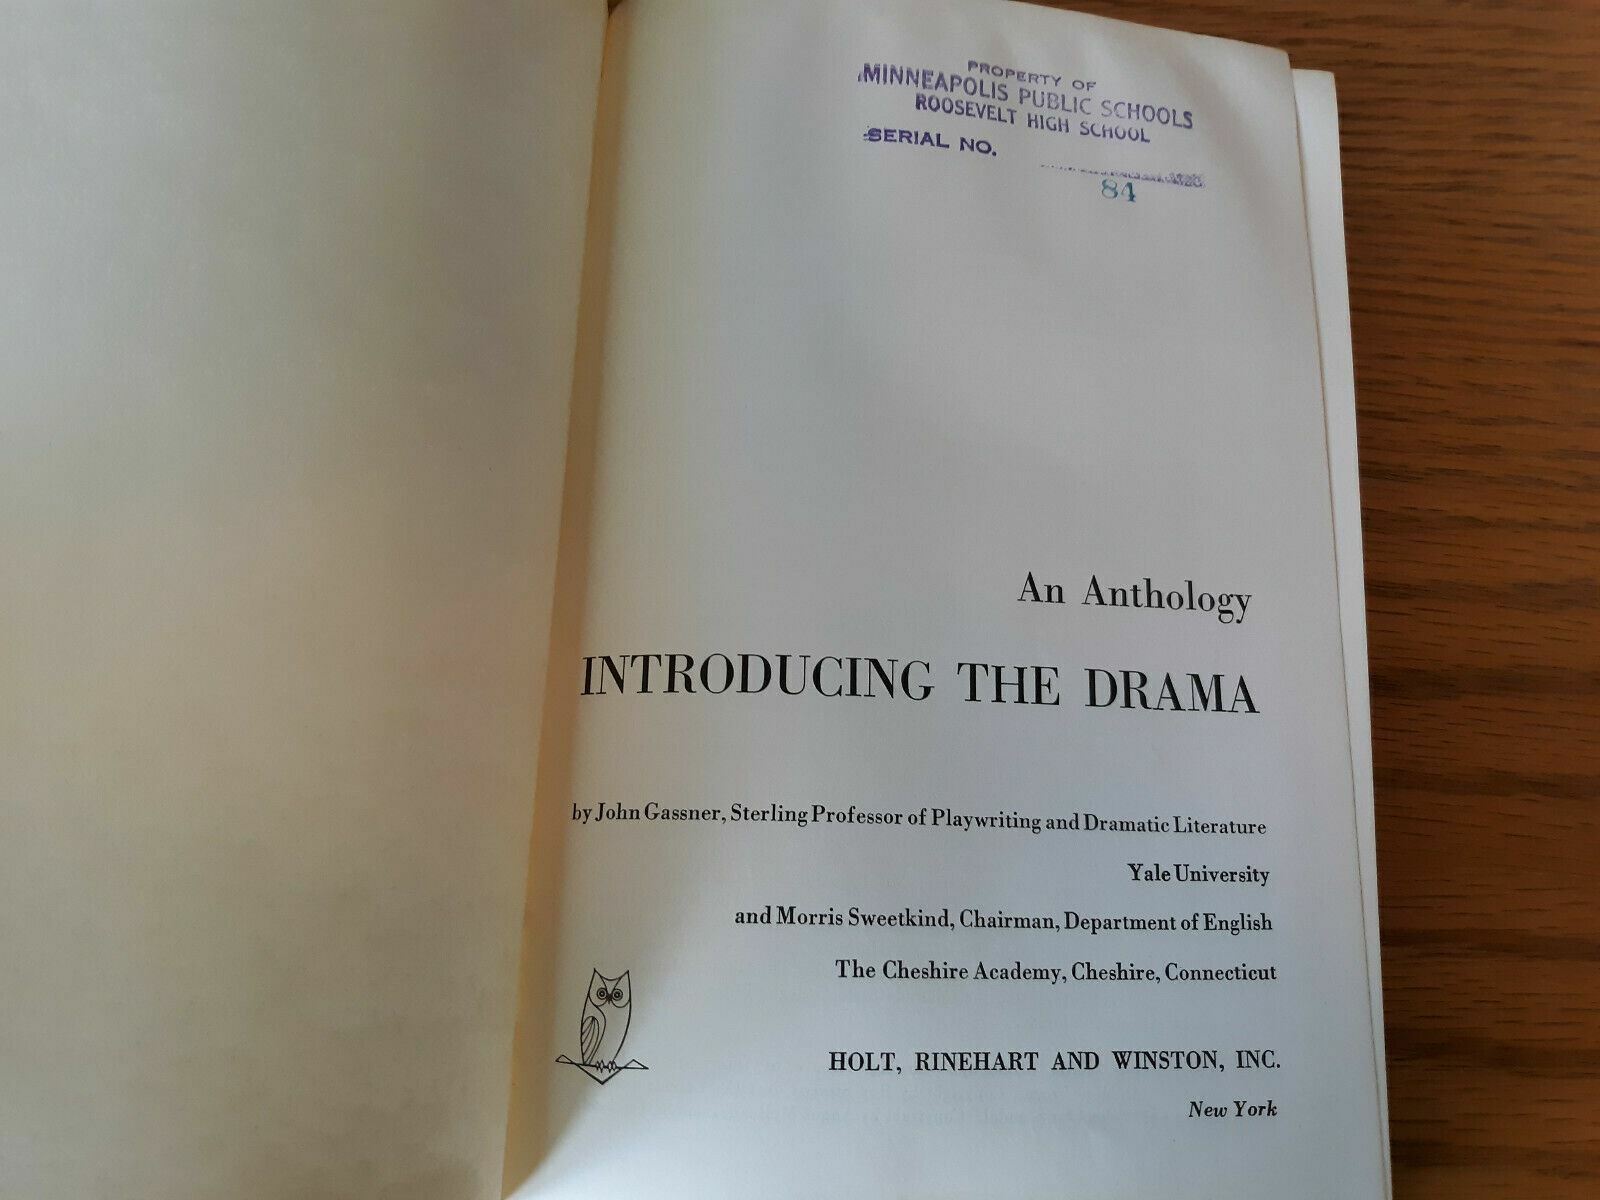 PROPERTY OF
MINNEAPOLIS PUBLIC SCHOOLS
ROOSEVELT HIGH SCHOOL
SERIAL NO.
84
An Anthology
INTRODUCING THE DRAMA
by John Gassner, Sterling Professor of Playwriting and Dramatic Literature
Yale University
and Morris Sweetkind, Chairman, Department of English
The Cheshire Academy, Cheshire, Connecticut
HOLT, RINEHART AND WINSTON, INC.
New York